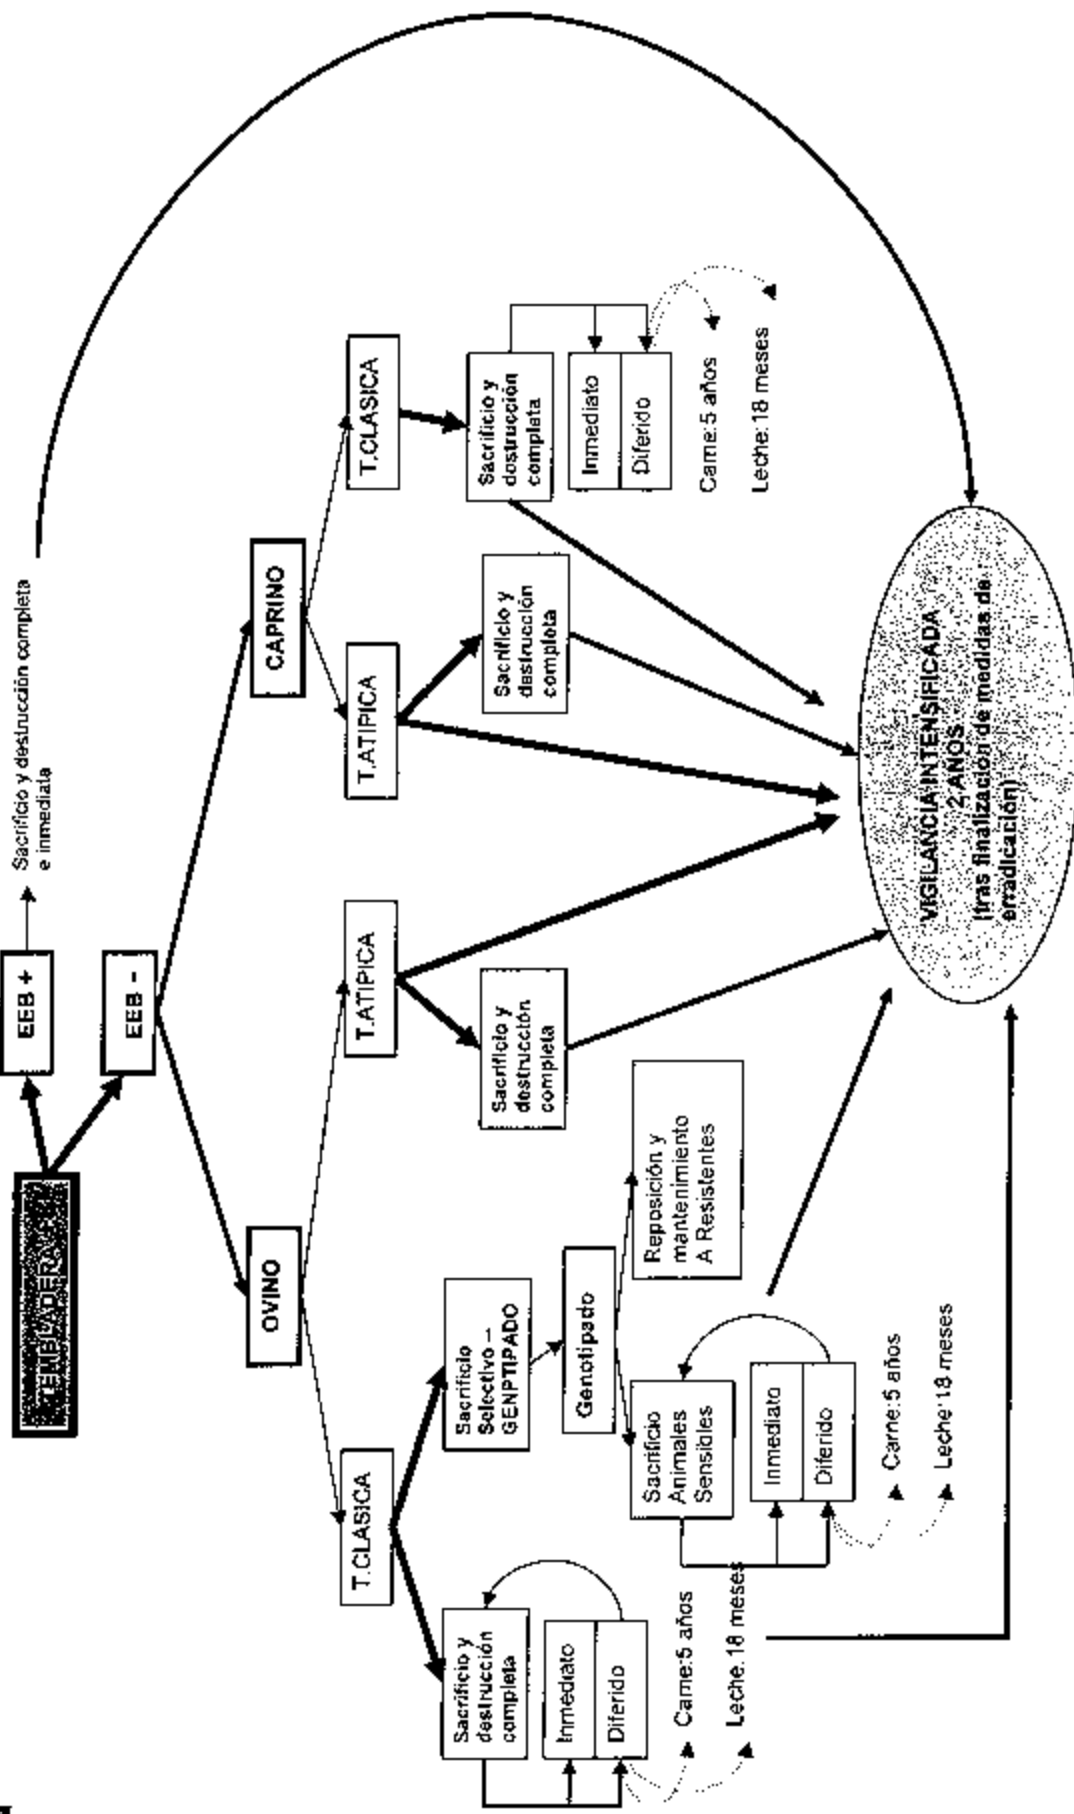 TEMBLADERA
EEB +
Sacrificio y destrucción completa
e inmediata
EEB -
OVINO
CAPRINO
T.CLASICA
T.ATIPICA
T.ATIPICA
T.CLASICA
Sacrificio y
destrucción
completa
Inmediato
Diferido
Carne:5 años
Leche:18 meses
Sacrificio
Selectivo –
GENPTIPADO
Genotipado
Sacrificio
Animales
Sensibles
Inmediato
Diferido
Carne:5 años
Leche:18 meses
Reposición y
mantenimiento
A Resistentes
Sacrificio y
destrucción
completa
Sacrificio y
destrucción
completa
Sacrificio y
destrucción
completa
Inmediato
Diferido
Carne:5 años
Leche:18 meses
VIGILANCIA INTENSIFICADA
2 AÑOS
(tras finalización de medidas de
erradicación)